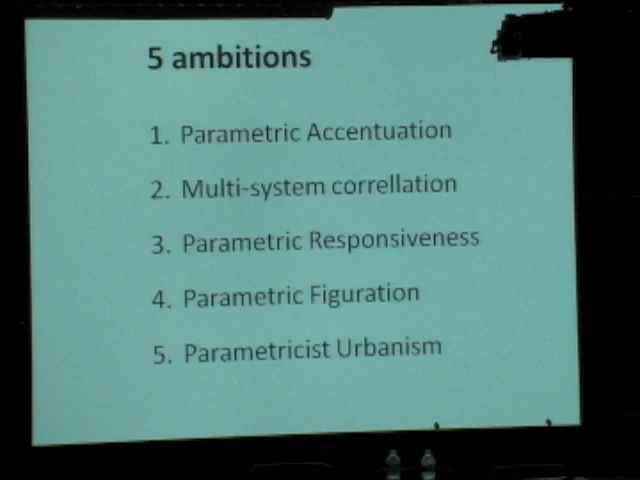 5 ambitions
1. Parametric Accentuation
2. Multi-system correllation
3. Parametric Responsiveness
4. Parametric Figuration
5. Parametricist Urbanism